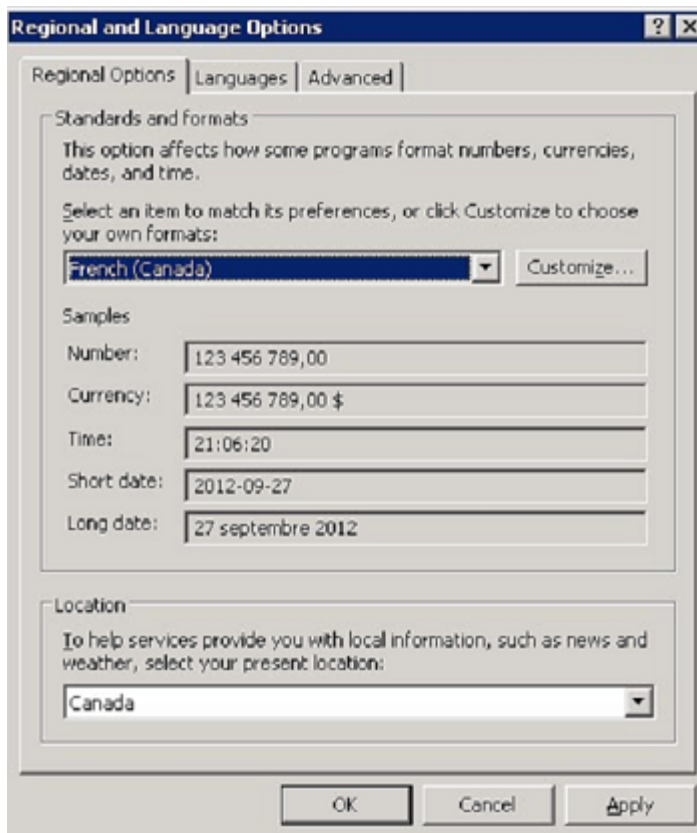 Regional and Language Options
Regional Options Languages Advanced
Standards and formats
This option affects how some programs format numbers, currencies,
dates, and time.
Select an item to match its preferences, or click Customize to choose
your own formats:
French (Canada) Customize...
Samples
Number: 123 456 789,00
Currency: 123 456 789,00 $
Time: 21:06:20
Short date: 2012-09-27
Long date: 27 septembre 2012
Location
To help services provide you with local information, such as news and
weather, select your present location:
Canada
OK Cancel Apply